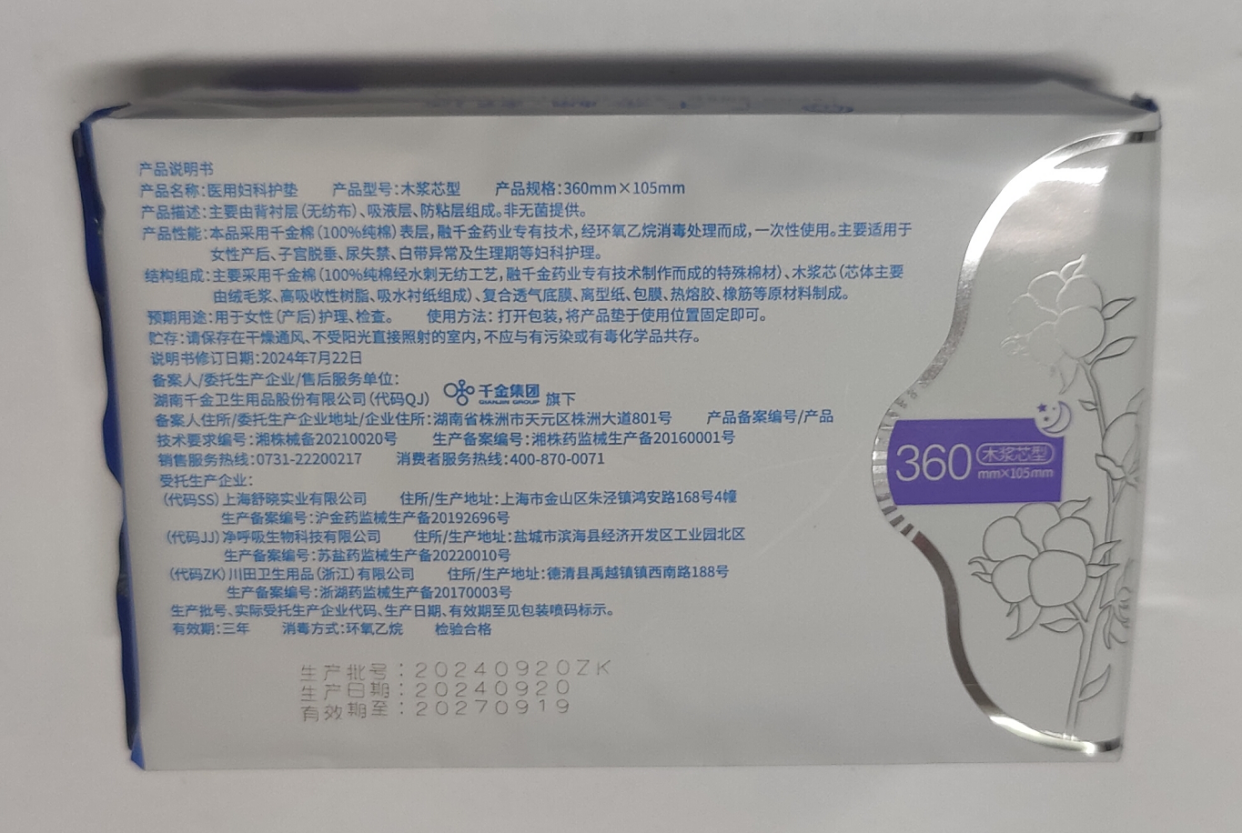 产品说明书
产品名称:医用妇科护垫 产品型号:木浆芯型 产品规格:360mm×105mm
产品描述:主要由背衬层(无纺布)、吸液层、防粘层组成。非无菌提供。
产品性能:本品采用千金棉(100%纯棉)表层,融千金药业专有技术,经环氧乙烷消毒处理而成,一次性使用。主要适用于
女性产后、子宫脱垂、尿失禁、白带异常及生理期等妇科护理。
结构组成:主要采用千金棉(100%纯棉经水刺无纺工艺,融千金药业专有技术制作而成的特殊棉材)、木浆芯(芯体主要
由绒毛浆、高吸收性树脂、吸水衬纸组成)、复合透气底膜、离型纸、包膜、热熔胶、橡筋等原材料制成。
预期用途:用于女性(产后)护理、检查。 使用方法: 打开包装,将产品垫于使用位置固定即可。
贮存:请保存在干燥通风、不受阳光直接照射的室内,不应与有污染或有毒化学品共存。
说明书修订日期:2024年7月22日
备案人/委托生产企业/售后服务单位:
湖南千金卫生用品股份有限公司(代码QJ) 千金集团 QIANJIN GROUP 旗下
备案人住所/委托生产企业地址/企业住所:湖南省株洲市天元区株洲大道801号 产品备案编号/产品
技术要求编号:湘株械备20210020号 生产备案编号:湘株药监械生产备20160001号
销售服务热线:0731-22200217 消费者服务热线:400-870-0071
受托生产企业:
(代码SS)上海舒晓实业有限公司 住所/生产地址:上海市金山区朱泾镇鸿安路168号4幢
生产备案编号:沪金药监械生产备20192696号
(代码JJ)净呼吸生物科技有限公司 住所/生产地址:盐城市滨海县经济开发区工业园北区
生产备案编号:苏盐药监械生产备20220010号
(代码ZK)川田卫生用品(浙江)有限公司 住所/生产地址:德清县禹越镇镇西南路188号
生产备案编号:浙湖药监械生产备20170003号
生产批号、实际受托生产企业代码、生产日期、有效期至见包装喷码标示。
有效期:三年 消毒方式:环氧乙烷 检验合格
生产批号:20240920ZK
生产日期:20240920
有效期至:20270919
360 木浆芯型
mm×105mm